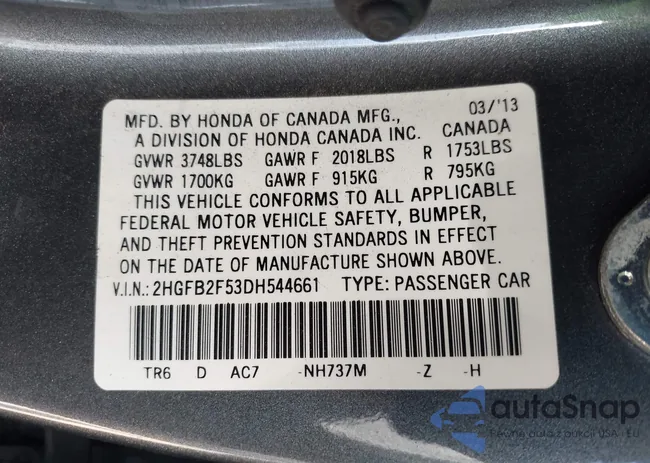 MFD. BY HONDA OF CANADA MFG., 03/'13
A DIVISION OF HONDA CANADA INC. CANADA
GVWR 3748LBS GAWR F 2018LBS R 1753LBS
GVWR 1700KG GAWR F 915KG R 795KG
THIS VEHICLE CONFORMS TO ALL APPLICABLE
FEDERAL MOTOR VEHICLE SAFETY, BUMPER,
AND THEFT PREVENTION STANDARDS IN EFFECT
ON THE DATE OF MANUFACTURE SHOWN ABOVE.
V.I.N.: 2HGFB2F53DH544661 TYPE: PASSENGER CAR
TR6 D AC7 -NH737M -Z -H
autoSnap